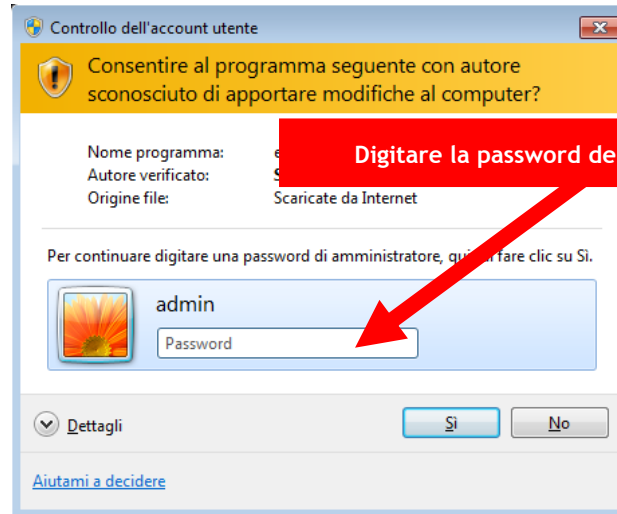 Controllo dell'account utente
Consentire al programma seguente con autore
sconosciuto di apportare modifiche al computer?
Nome programma:
Digitare la password
Autore verificato:
Origine file: Scaricate da Internet
Per continuare digitare una password di amministratore, fare clic su Sì.
admin
Password
Dettagli
Sì No
Aiutami a decidere